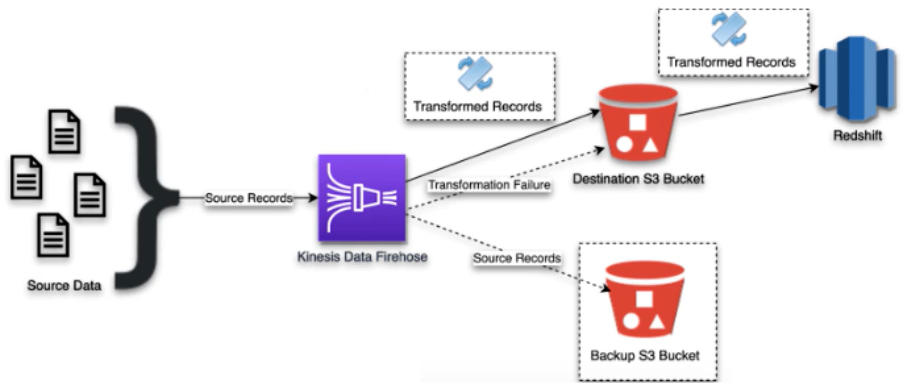 Transformed Records
Transformed Records
Redshift
Destination S3 Bucket
Transformation Failure
Source Records
Kinesis Data Firehose
Source Records
Source Data
Backup S3 Bucket